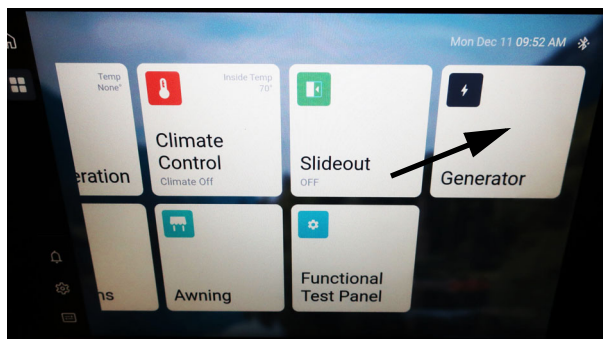 Mon Dec 11 09:52 AM
Temp
None°
eration
Inside Temp
70°
Climate
Control
Climate Off
Slideout
OFF
Generator
ns
Awning
Functional
Test Panel